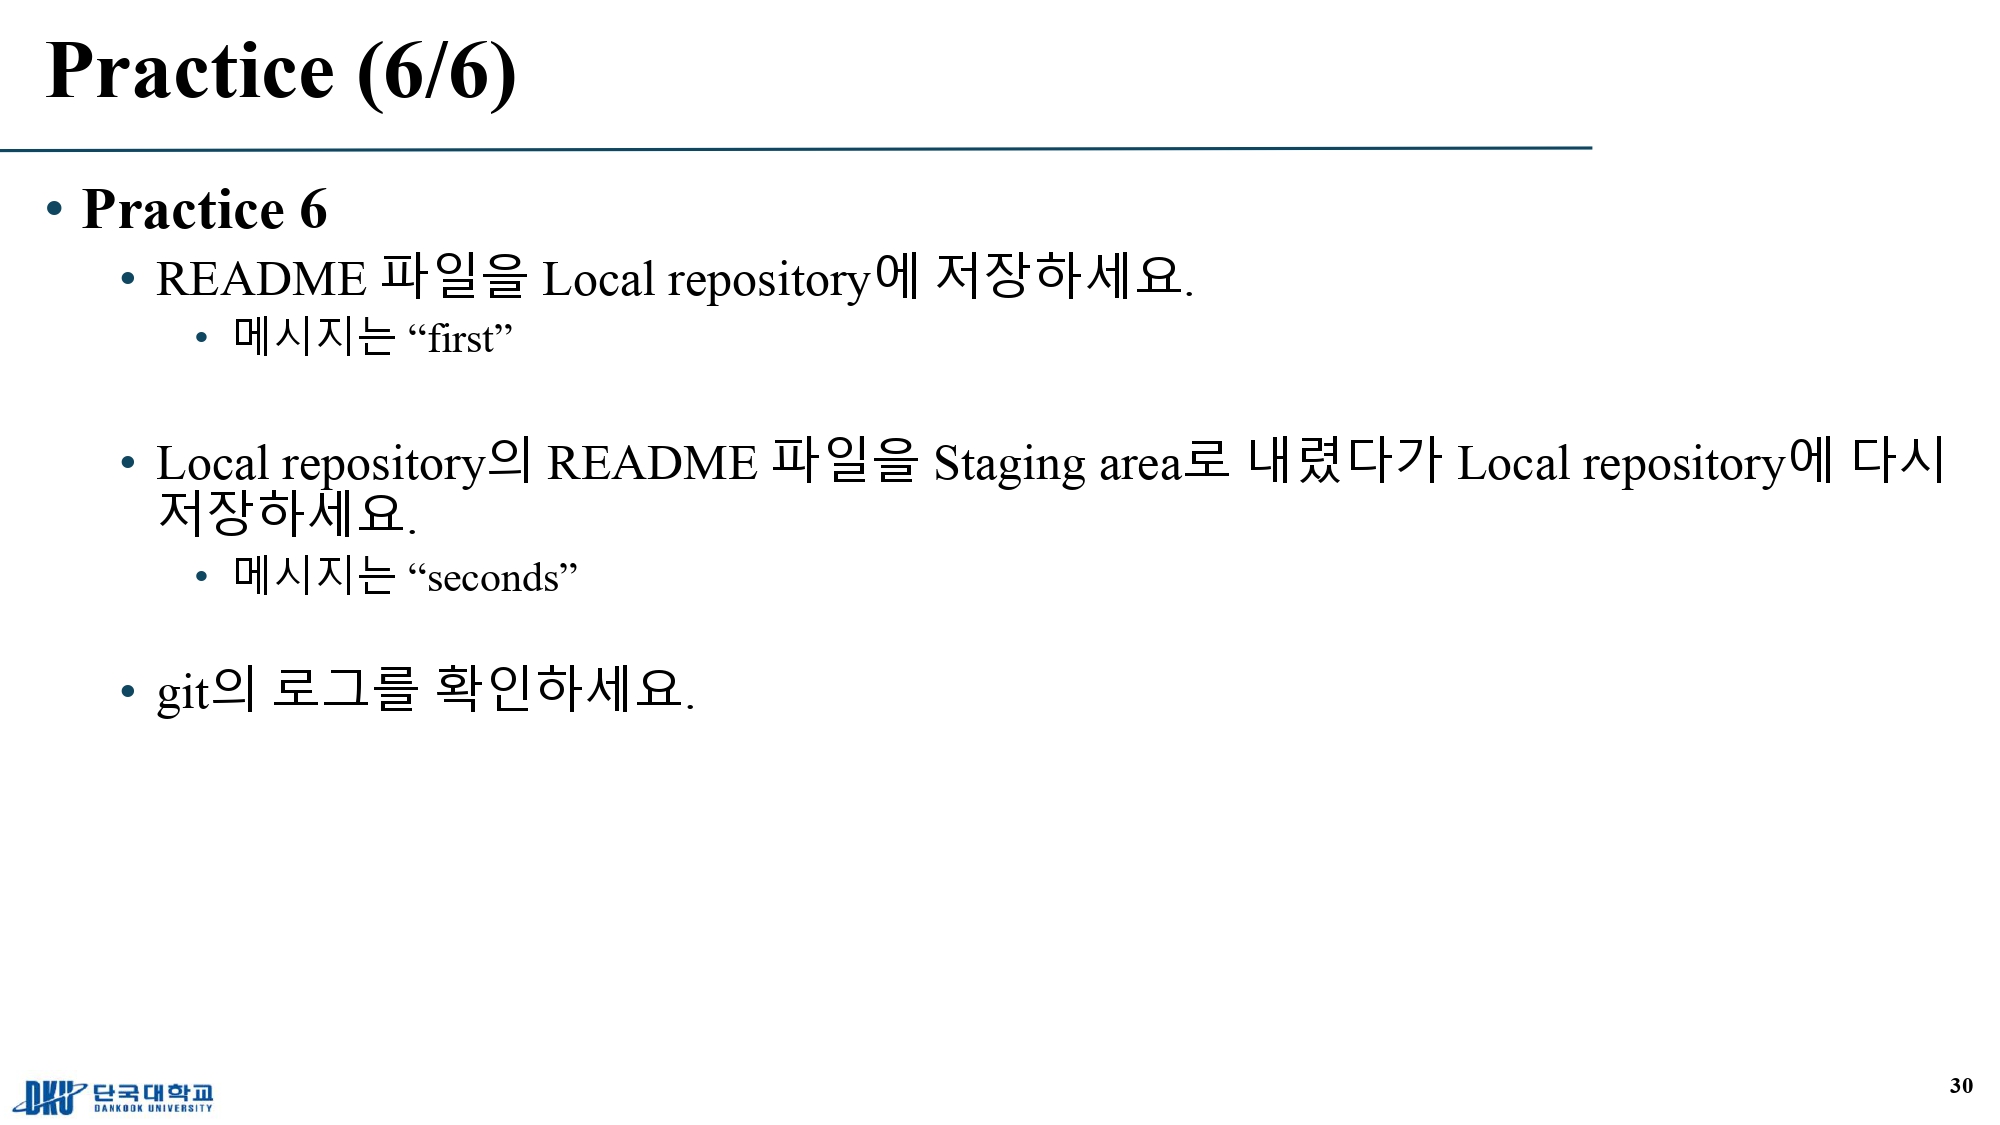 Practice (6/6)
• Practice 6
• README 파일을 Local repository에 저장하세요.
• 메시지는 “first”
• Local repository의 README 파일을 Staging area로 내렸다가 Local repository에 다시
저장하세요.
• 메시지는 “seconds”
• git의 로그를 확인하세요.
DKU 단국대학교
DANKOOK UNIVERSITY
30